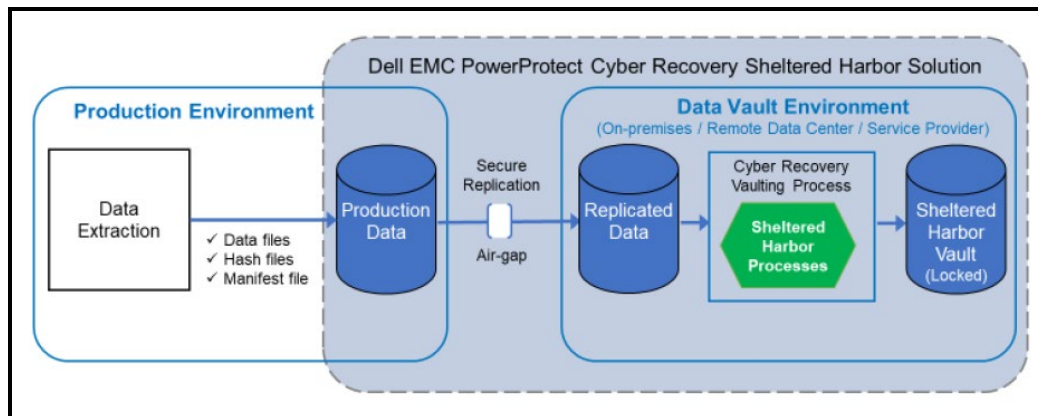 Dell EMC PowerProtect Cyber Recovery Sheltered Harbor Solution
Production Environment
Data Vault Environment
(On-premises / Remote Data Center / Service Provider)
Data
Extraction
✓ Data files
✓ Hash files
✓ Manifest file
Production
Data
Secure
Replication
Air-gap
Replicated
Data
Cyber Recovery
Vaulting Process
Sheltered
Harbor
Processes
Sheltered
Harbor
Vault
(Locked)